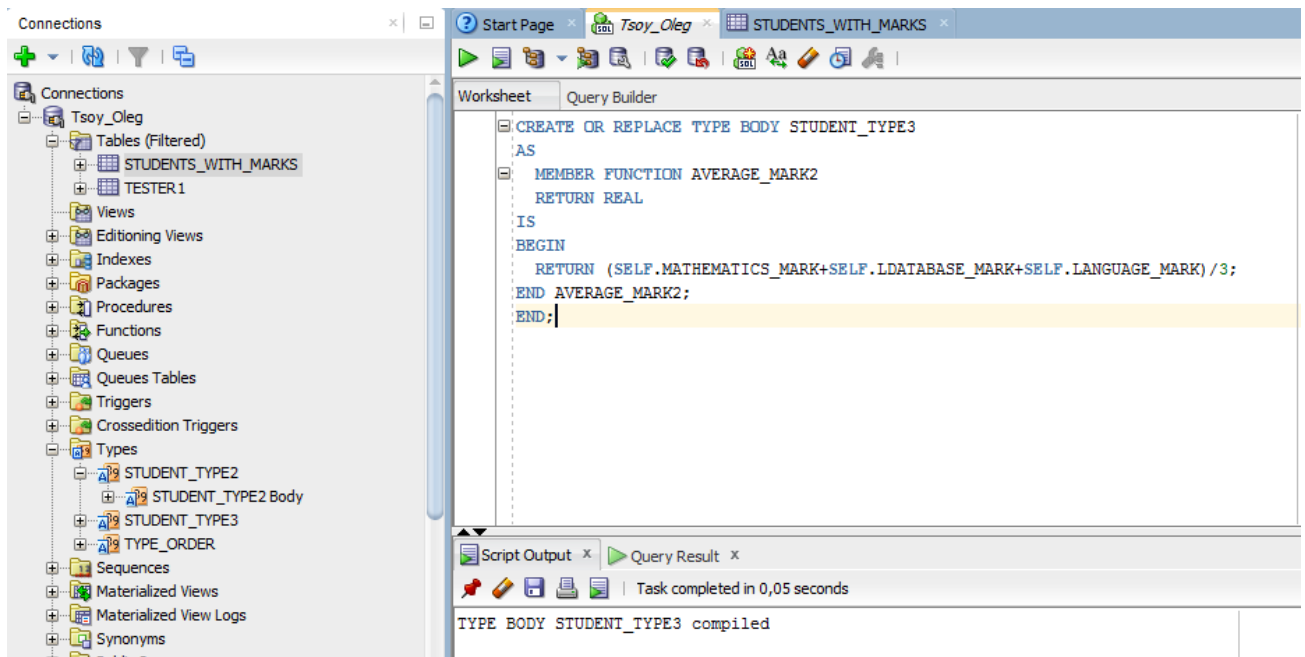 Connections
Connections
Tsoy_Oleg
Tables (Filtered)
STUDENTS_WITH_MARKS
TESTER1
Views
Editioning Views
Indexes
Packages
Procedures
Functions
Queues
Queues Tables
Triggers
Crossedition Triggers
Types
STUDENT_TYPE2
STUDENT_TYPE2 Body
STUDENT_TYPE3
TYPE_ORDER
Sequences
Materialized Views
Materialized View Logs
Synonyms
Start Page
Tsoy_Oleg
STUDENTS_WITH_MARKS
Worksheet Query Builder
CREATE OR REPLACE TYPE BODY STUDENT_TYPE3
AS
MEMBER FUNCTION AVERAGE_MARK2
RETURN REAL
IS
BEGIN
RETURN (SELF.MATHEMATICS_MARK+SELF.LDATABASE_MARK+SELF.LANGUAGE_MARK)/3;
END AVERAGE_MARK2;
END;
Script Output x Query Result x
Task completed in 0,05 seconds
TYPE BODY STUDENT_TYPE3 compiled